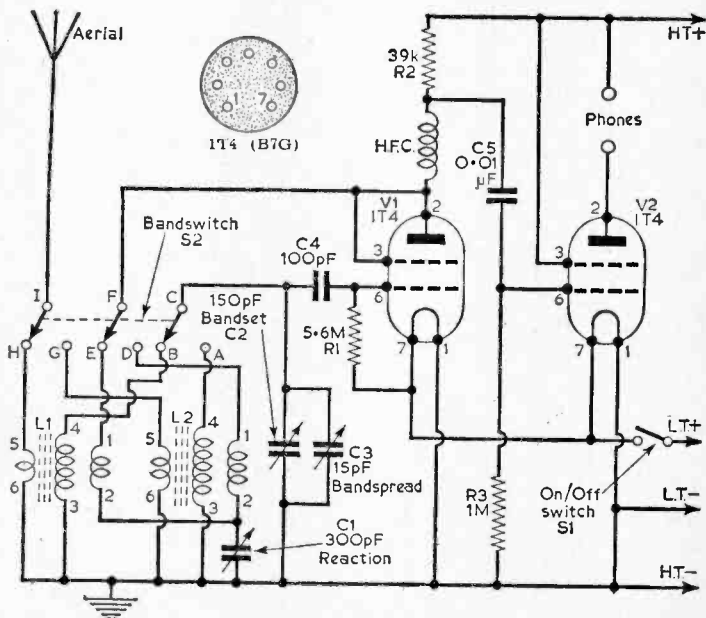 Aerial
1 7
1T4 (B7G)
39k
R2
HT+
H.F.C.
C5
0·01
µF
Phones
V1
1T4
2
3
6
7
1
V2
1T4
2
3
6
7
1
Bandswitch
S2
I
F
C
H
G
E
D
B
A
C4
100pF
150pF
Bandset
C2
5·6M
R1
C3
15pF
Bandspread
L1
L2
5
6
4
3
1
2
5
6
4
3
1
2
C1
300pF
Reaction
R3
1M
On/Off
switch
S1
L.T.+
L.T.-
H.T.-